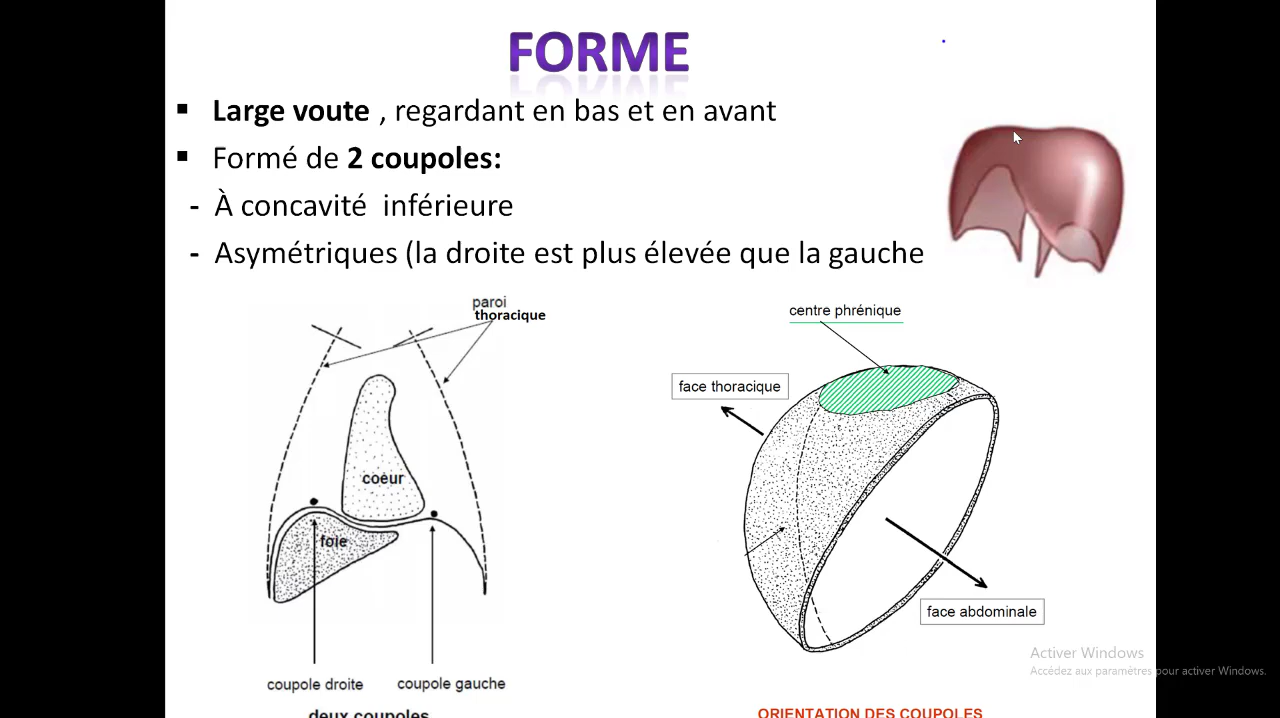 FORME
Large voute , regardant en bas et en avant
Formé de 2 coupoles:
- À concavité inférieure
- Asymétriques (la droite est plus élevée que la gauche
paroi
thoracique
coeur
foie
coupole droite
coupole gauche
deux coupoles
centre phrénique
face thoracique
face abdominale
ORIENTATION DES COUPOLES
Activer Windows
Accédez aux paramètres pour activer Windows.